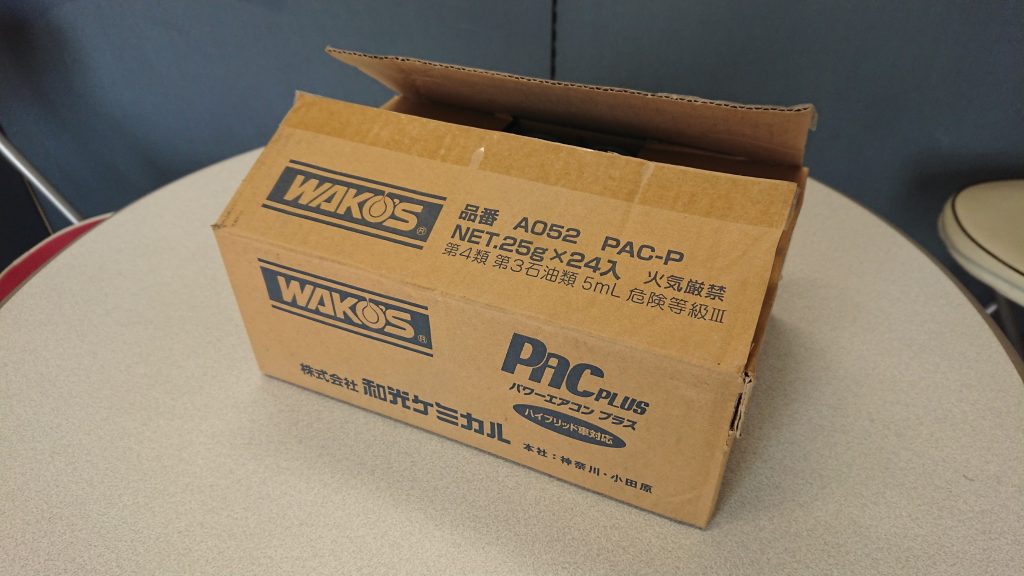 WAKO'S®
品番 A052 PAC-P
NET.25g×24入 火気厳禁
第4類 第3石油類 5mL 危険等級Ⅲ
WAKO'S®
株式会社 和光ケミカル
PAC PLUS
パワーエアコン プラス
ハイブリッド車対応
本社:神奈川・小田原